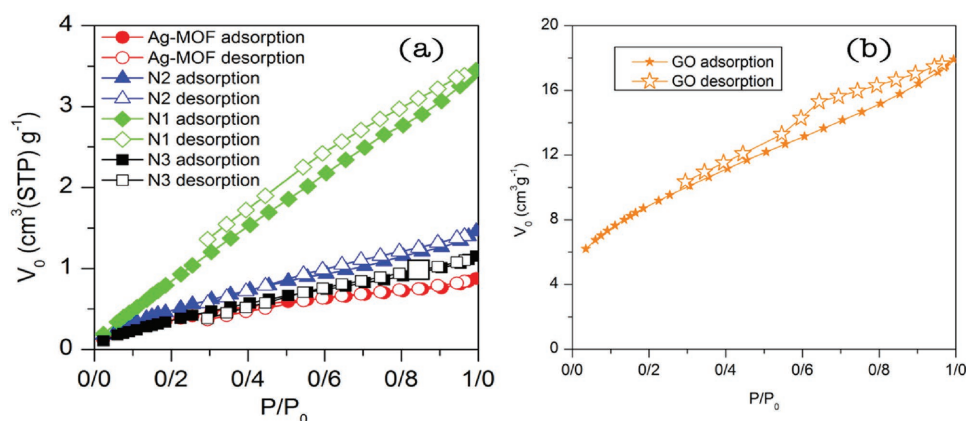 (a)
Ag-MOF adsorption
Ag-MOF desorption
N2 adsorption
N2 desorption
N1 adsorption
N1 desorption
N3 adsorption
N3 desorption
4
3
2
1
0
V₀ (cm³(STP) g⁻¹)
0/0 0/2 0/4 0/6 0/8 1/0
P/P₀
(b)
GO adsorption
GO desorption
20
16
12
8
4
0
V₀ (cm³g⁻¹)
0/0 0/2 0/4 0/6 0/8 1/0
P/P₀